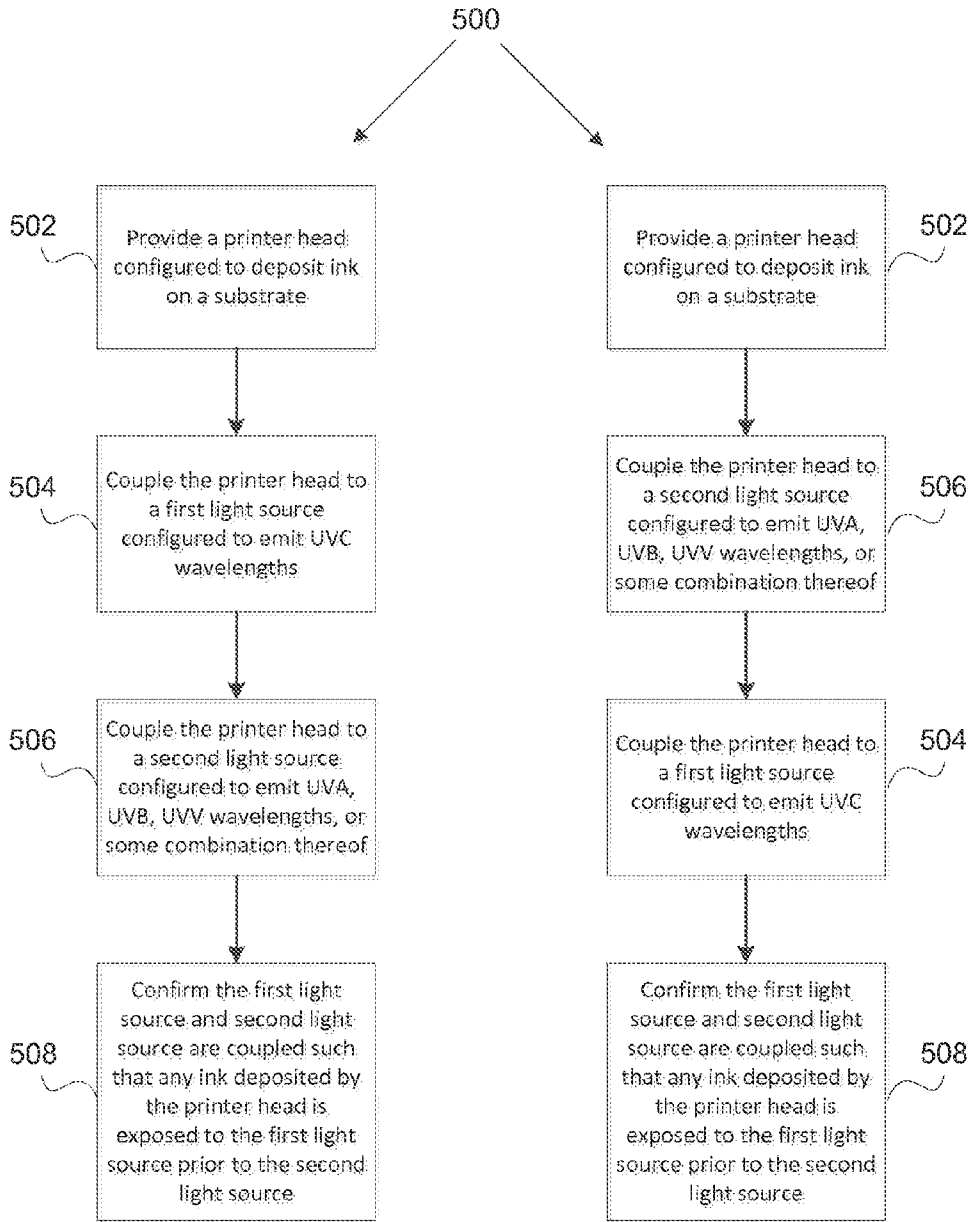 500
502
Provide a printer head
configured to deposit ink
on a substrate
504
Couple the printer head to
a first light source
configured to emit UVC
wavelengths
506
Couple the printer head to
a second light source
configured to emit UVA,
UVB, UVV wavelengths, or
some combination thereof
508
Confirm the first light
source and second light
source are coupled such
that any ink deposited by
the printer head is
exposed to the first light
source prior to the second
light source
502
Provide a printer head
configured to deposit ink
on a substrate
506
Couple the printer head to
a second light source
configured to emit UVA,
UVB, UVV wavelengths, or
some combination thereof
504
Couple the printer head to
a first light source
configured to emit UVC
wavelengths
508
Confirm the first light
source and second light
source are coupled such
that any ink deposited by
the printer head is
exposed to the first light
source prior to the second
light source